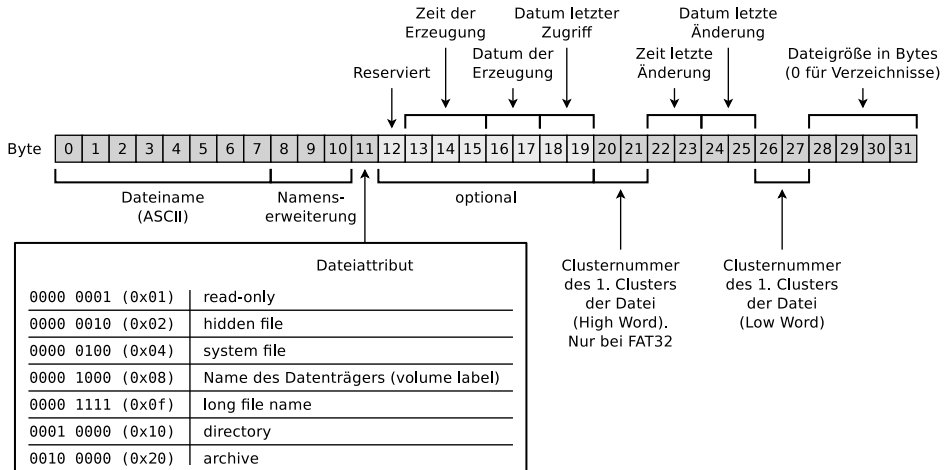 Zeit der
Erzeugung
Datum letzter
Zugriff
Datum letzte
Änderung
Reserviert
Datum der
Erzeugung
Zeit letzte
Änderung
Dateigröße in Bytes
(0 für Verzeichnisse)
Byte 0 1 2 3 4 5 6 7 8 9 10 11 12 13 14 15 16 17 18 19 20 21 22 23 24 25 26 27 28 29 30 31
Dateiname
(ASCII)
Namens-
erweiterung
optional
Clusternummer
des 1. Clusters
der Datei
(High Word).
Nur bei FAT32
Clusternummer
des 1. Clusters
der Datei
(Low Word)
Dateiattribut
0000 0001 (0x01) read-only
0000 0010 (0x02) hidden file
0000 0100 (0x04) system file
0000 1000 (0x08) Name des Datenträgers (volume label)
0000 1111 (0x0f) long file name
0001 0000 (0x10) directory
0010 0000 (0x20) archive